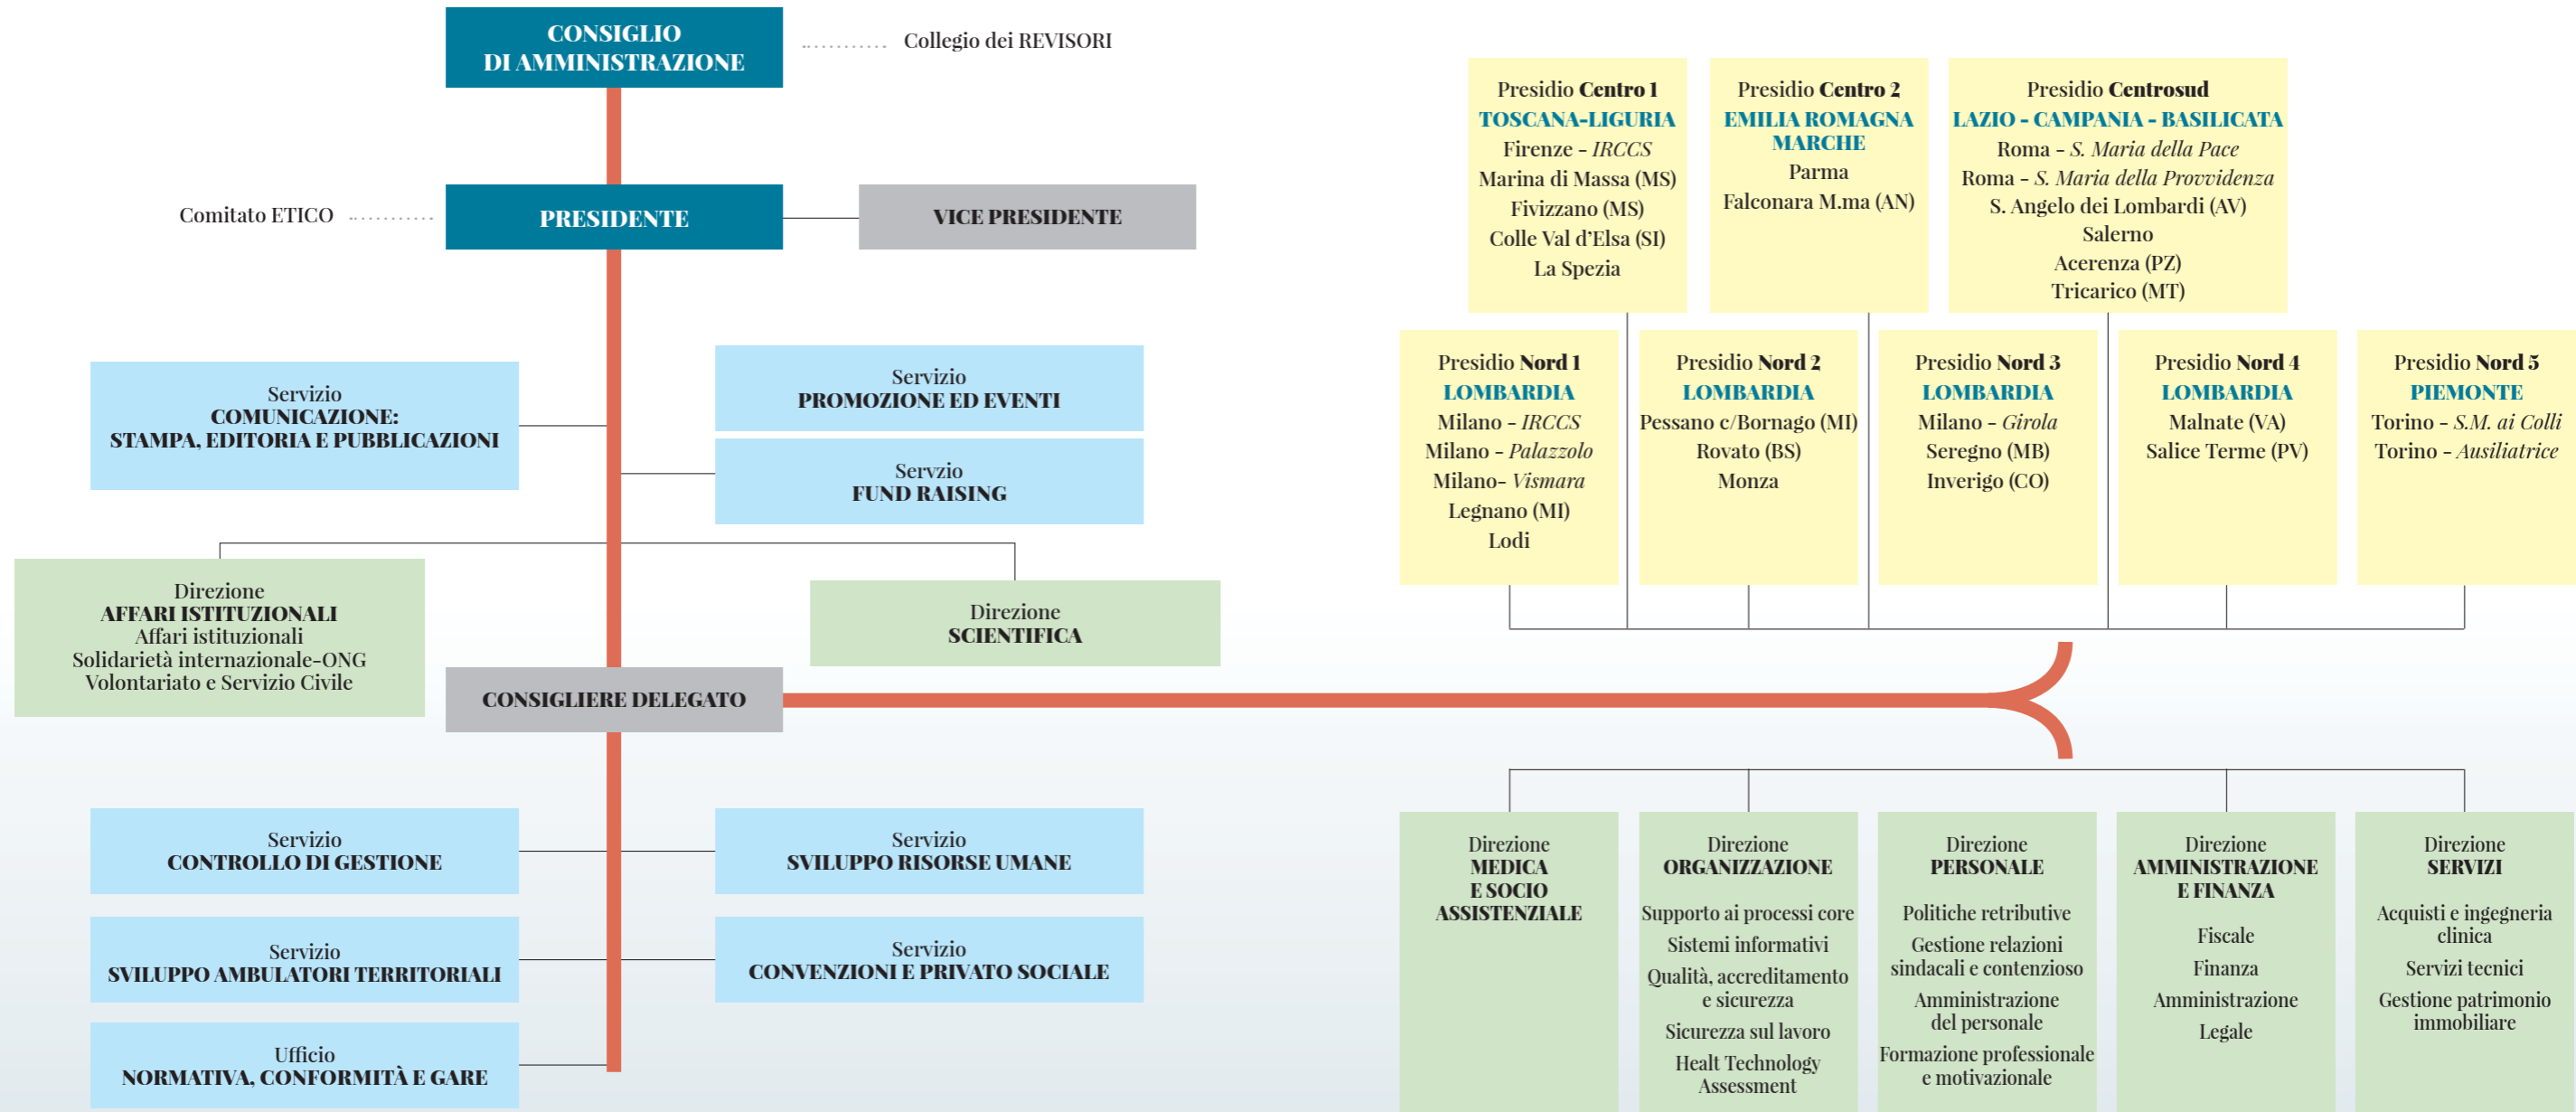 CONSIGLIO
DI AMMINISTRAZIONE
Collegio dei REVISORI
Comitato ETICO
PRESIDENTE
VICE PRESIDENTE
Servizio
COMUNICAZIONE:
STAMPA, EDITORIA E PUBBLICAZIONI
Servizio
PROMOZIONE ED EVENTI
Servzio
FUND RAISING
Direzione
AFFARI ISTITUZIONALI
Affari istituzionali
Solidarietà internazionale-ONG
Volontariato e Servizio Civile
Direzione
SCIENTIFICA
CONSIGLIERE DELEGATO
Servizio
CONTROLLO DI GESTIONE
Servizio
SVILUPPO RISORSE UMANE
Servizio
SVILUPPO AMBULATORI TERRITORIALI
Servizio
CONVENZIONI E PRIVATO SOCIALE
Ufficio
NORMATIVA, CONFORMITÀ E GARE
Presidio Centro 1
TOSCANA-LIGURIA
Firenze - IRCCS
Marina di Massa (MS)
Fivizzano (MS)
Colle Val d'Elsa (SI)
La Spezia
Presidio Centro 2
EMILIA ROMAGNA
MARCHE
Parma
Falconara M.ma (AN)
Presidio Centrosud
LAZIO - CAMPANIA - BASILICATA
Roma - S. Maria della Pace
Roma - S. Maria della Provvidenza
S. Angelo dei Lombardi (AV)
Salerno
Acerenza (PZ)
Tricarico (MT)
Presidio Nord 1
LOMBARDIA
Milano - IRCCS
Milano - Palazzolo
Milano- Vismara
Legnano (MI)
Lodi
Presidio Nord 2
LOMBARDIA
Pessano c/Bornago (MI)
Rovato (BS)
Monza
Presidio Nord 3
LOMBARDIA
Milano - Girola
Seregno (MB)
Inverigo (CO)
Presidio Nord 4
LOMBARDIA
Malnate (VA)
Salice Terme (PV)
Presidio Nord 5
PIEMONTE
Torino - S.M. ai Colli
Torino - Ausiliatrice
Direzione
MEDICA
E SOCIO
ASSISTENZIALE
Direzione
ORGANIZZAZIONE
Supporto ai processi core
Sistemi informativi
Qualità, accreditamento
e sicurezza
Sicurezza sul lavoro
Healt Technology
Assessment
Direzione
PERSONALE
Politiche retributive
Gestione relazioni
sindacali e contenzioso
Amministrazione
del personale
Formazione professionale
e motivazionale
Direzione
AMMINISTRAZIONE
E FINANZA
Fiscale
Finanza
Amministrazione
Legale
Direzione
SERVIZI
Acquisti e ingegneria
clinica
Servizi tecnici
Gestione patrimonio
immobiliare